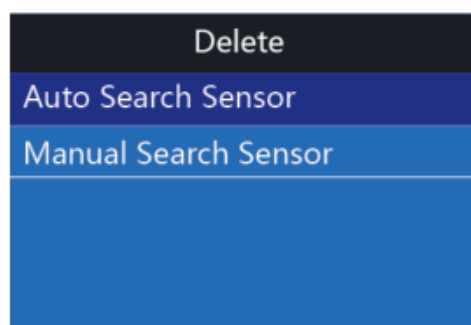 Delete
Auto Search Sensor
Manual Search Sensor